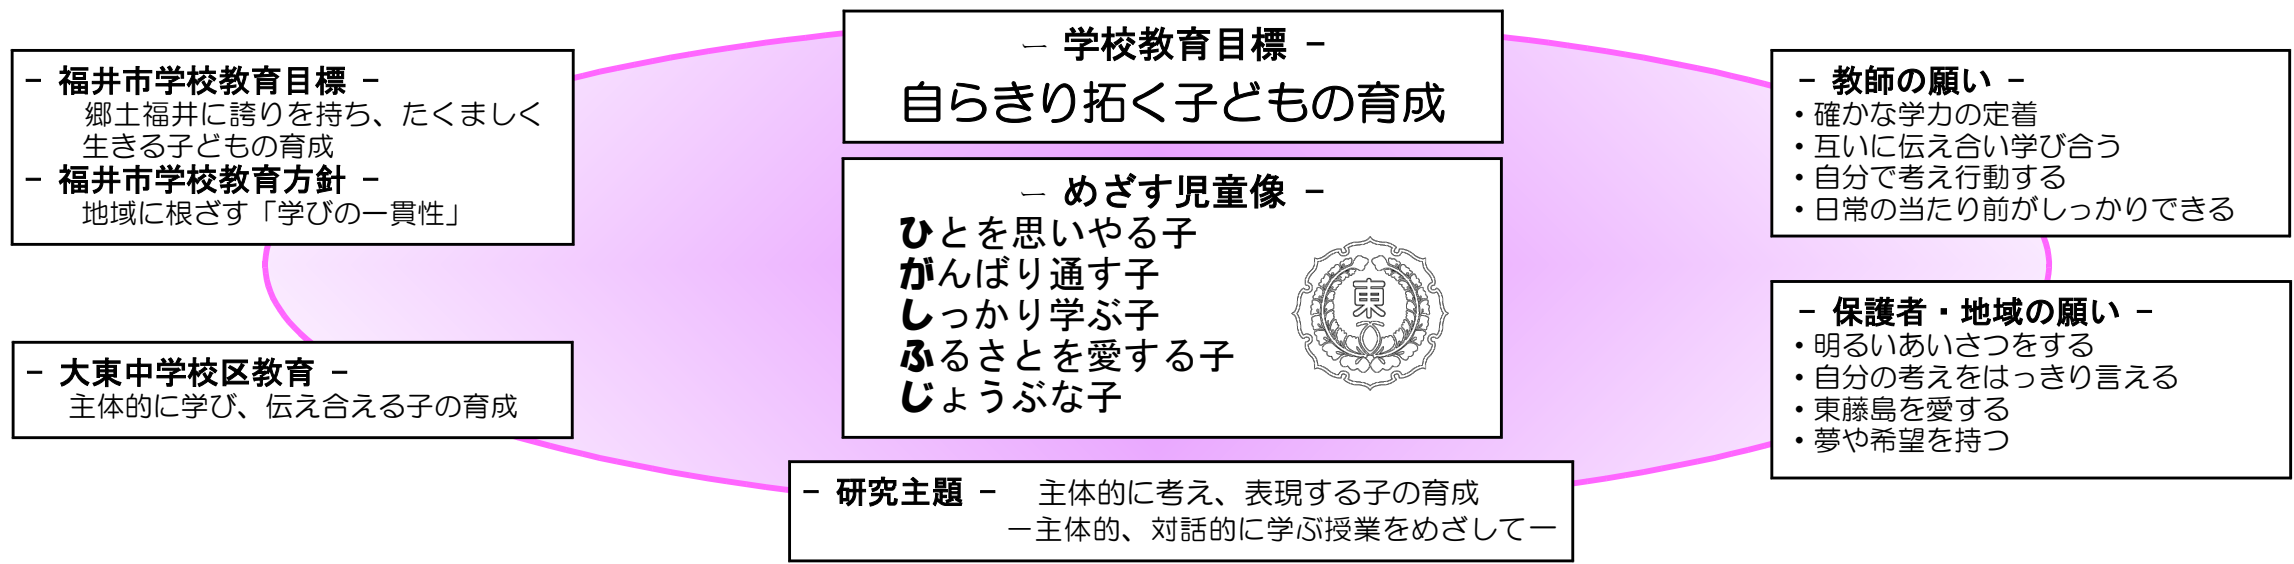 － 学校教育目標 －
自らきり拓く子どもの育成
－ 福井市学校教育目標 －
郷土福井に誇りを持ち、たくましく
生きる子どもの育成
－ 福井市学校教育方針 －
地域に根ざす「学びの一貫性」
－ 大東中学校区教育 －
主体的に学び、伝え合える子の育成
－ めざす児童像 －
ひとを思いやる子
がんばり通す子
しっかり学ぶ子
ふるさとを愛する子
じょうぶな子
東
－ 教師の願い －
・確かな学力の定着
・互いに伝え合い学び合う
・自分で考え行動する
・日常の当たり前がしっかりできる
－ 保護者・地域の願い －
・明るいあいさつをする
・自分の考えをはっきり言える
・東藤島を愛する
・夢や希望を持つ
－ 研究主題 － 主体的に考え、表現する子の育成
－主体的、対話的に学ぶ授業をめざして－